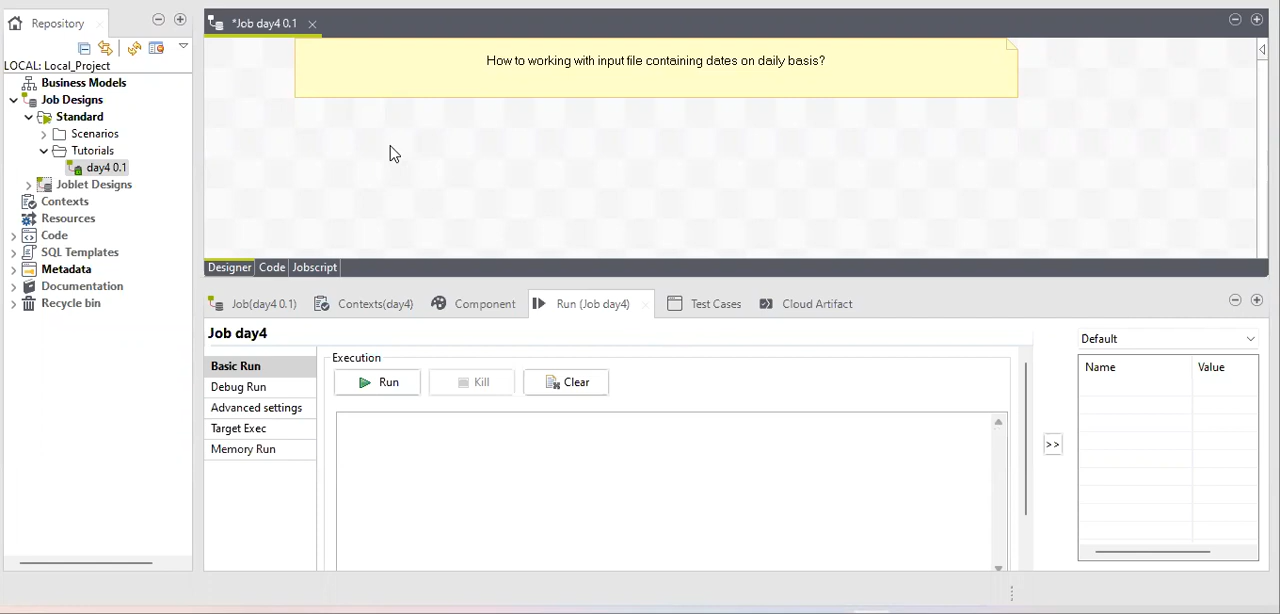 Repository
LOCAL: Local_Project
Business Models
Job Designs
Standard
Scenarios
Tutorials
day4 0.1
Joblet Designs
Contexts
Resources
Code
SQL Templates
Metadata
Documentation
Recycle bin
*Job day4 0.1
How to working with input file containing dates on daily basis?
Designer Code Jobscript
Job(day4 0.1) Contexts(day4) Component Run (Job day4) Test Cases Cloud Artifact
Job day4
Basic Run
Debug Run
Advanced settings
Target Exec
Memory Run
Execution
Run Kill Clear
>>
Default
Name Value